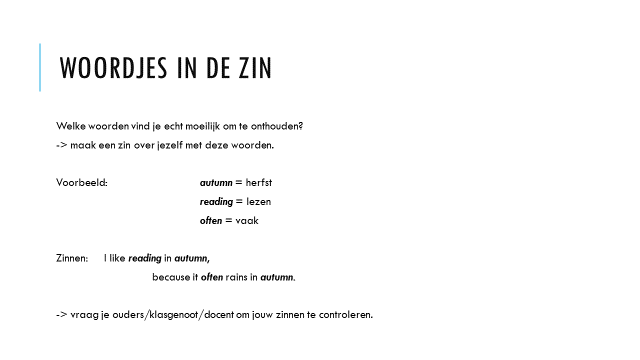 WOORDJES IN DE ZIN
Welke woorden vind je echt moeilijk om te onthouden?
-> maak een zin over jezelf met deze woorden.
Voorbeeld: autumn = herfst
reading = lezen
often = vaak
Zinnen: I like reading in autumn,
because it often rains in autumn.
-> vraag je ouders/klasgenoot/docent om jouw zinnen te controleren.